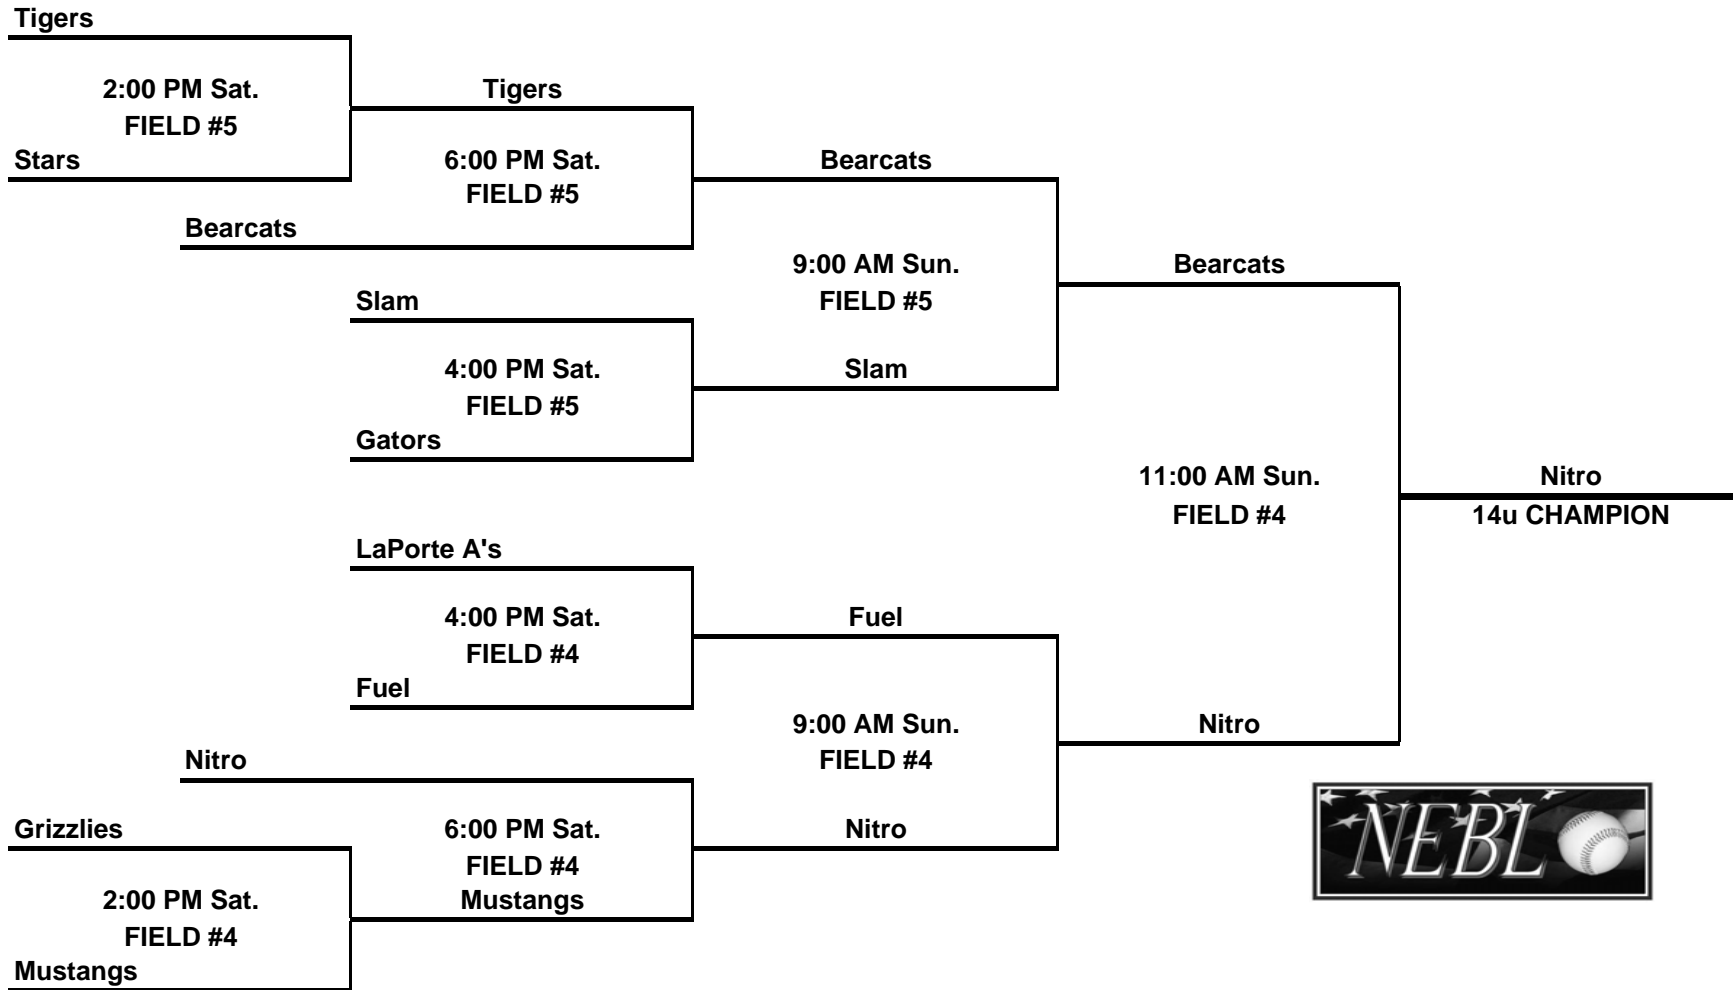 Tigers
2:00 PM Sat.
FIELD #5
Stars
Tigers
6:00 PM Sat.
FIELD #5
Bearcats
Bearcats
9:00 AM Sun.
FIELD #5
Slam
4:00 PM Sat.
FIELD #5
Gators
Slam
Bearcats
11:00 AM Sun.
FIELD #4
Nitro
14u CHAMPION
LaPorte A's
4:00 PM Sat.
FIELD #4
Fuel
Fuel
9:00 AM Sun.
FIELD #4
Nitro
Nitro
6:00 PM Sat.
FIELD #4
Mustangs
Nitro
Grizzlies
2:00 PM Sat.
FIELD #4
Mustangs
NEBL